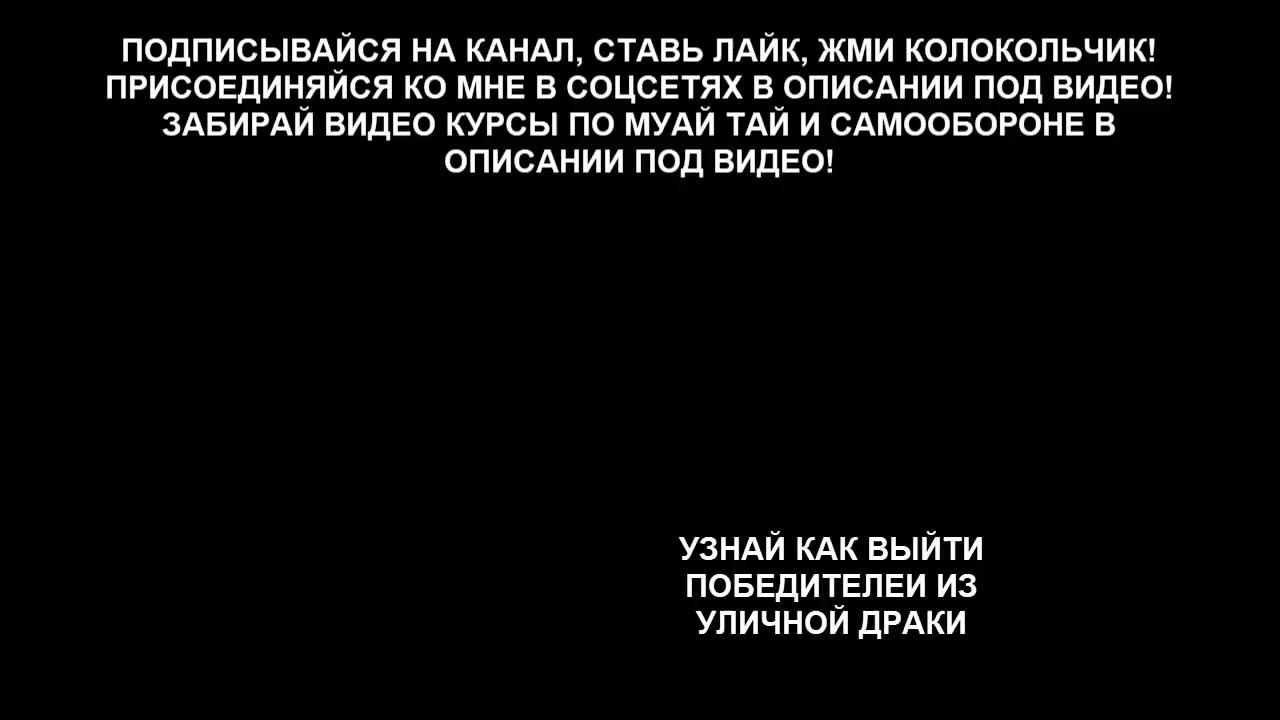 ПОДПИСЫВАЙСЯ НА КАНАЛ, СТАВЬ ЛАЙК, ЖМИ КОЛОКОЛЬЧИК!
ПРИСОЕДИНЯЙСЯ КО МНЕ В СОЦСЕТЯХ В ОПИСАНИИ ПОД ВИДЕО!
ЗАБИРАЙ ВИДЕО КУРСЫ ПО МУАЙ ТАЙ И САМООБОРОНЕ В
ОПИСАНИИ ПОД ВИДЕО!
УЗНАЙ КАК ВЫЙТИ
ПОБЕДИТЕЛЕИ ИЗ
УЛИЧНОЙ ДРАКИ